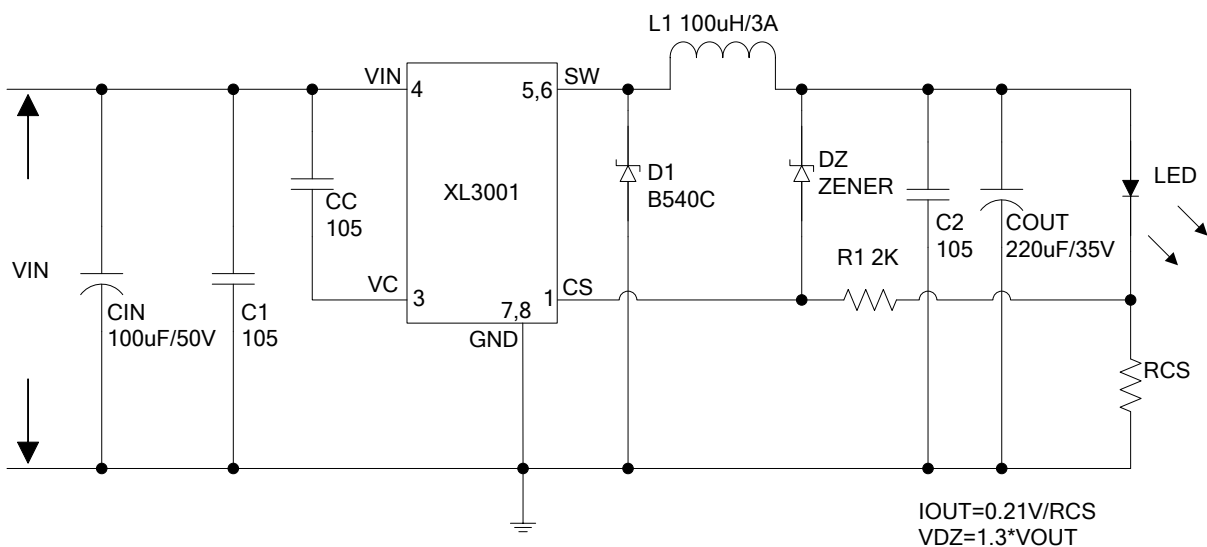 L1 100uH/3A
VIN
4
5,6
SW
XL3001
D1
B540C
DZ
ZENER
LED
CC
105
C2
105
COUT
220uF/35V
R1 2K
VIN
VC
3
1
CS
7,8
GND
CIN
100uF/50V
C1
105
RCS
IOUT=0.21V/RCS
VDZ=1.3*VOUT